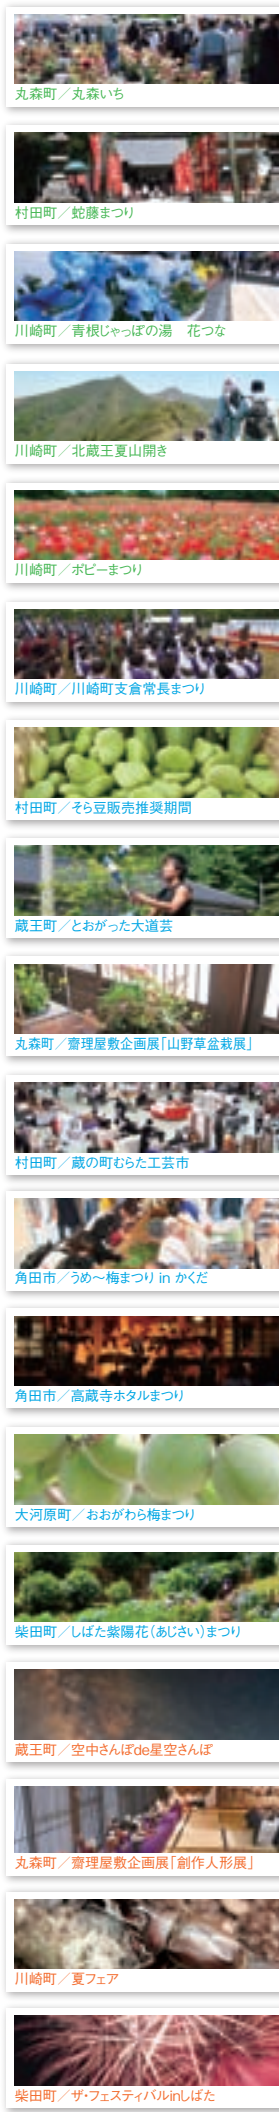 丸森町／丸森いち
村田町／蛇藤まつり
川崎町／青根じゃっぽの湯　花つな
川崎町／北蔵王夏山開き
川崎町／ポピーまつり
川崎町／川崎町支倉常長まつり
村田町／そら豆販売推奨期間
蔵王町／とおがった大道芸
丸森町／齋理屋敷企画展「山野草盆栽展」
村田町／蔵の町むらた工芸市
角田市／うめ～梅まつり in かくだ
角田市／高蔵寺ホタルまつり
大河原町／おおがわら梅まつり
柴田町／しばた紫陽花（あじさい）まつり
蔵王町／空中さんぽde星空さんぽ
丸森町／齋理屋敷企画展「創作人形展」
川崎町／夏フェア
柴田町／ザ・フェスティバルinしばた